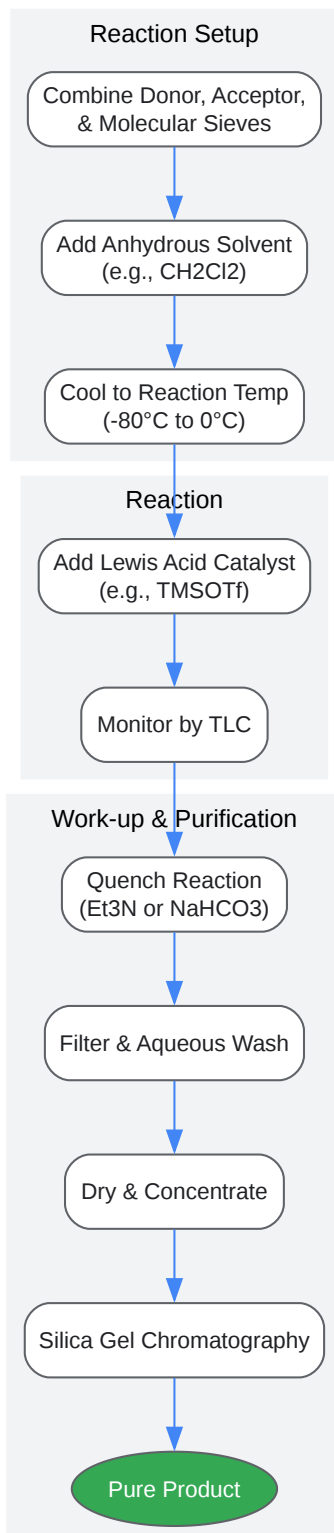 Reaction Setup
Combine Donor, Acceptor,
& Molecular Sieves
Add Anhydrous Solvent
(e.g., CH2Cl2)
Cool to Reaction Temp
(-80°C to 0°C)
Reaction
Add Lewis Acid Catalyst
(e.g., TMSOTf)
Monitor by TLC
Work-up & Purification
Quench Reaction
(Et3N or NaHCO3)
Filter & Aqueous Wash
Dry & Concentrate
Silica Gel Chromatography
Pure Product